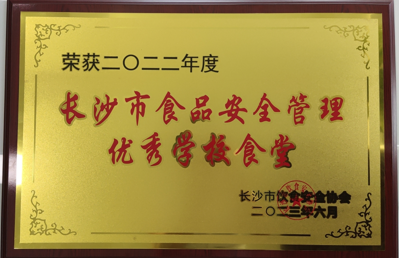 荣获二〇二二年度
长沙市食品安全管理
优秀学校食堂
长沙市饮食安全协会
二〇二三年六月